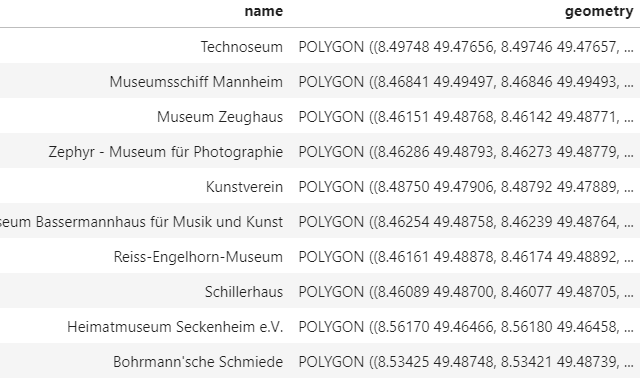 name geometry
Technoseum POLYGON ((8.49748 49.47656, 8.49746 49.47657, ...
Museumsschiff Mannheim POLYGON ((8.46841 49.49497, 8.46846 49.49493, ...
Museum Zeughaus POLYGON ((8.46151 49.48768, 8.46142 49.48771, ...
Zephyr - Museum für Photographie POLYGON ((8.46286 49.48793, 8.46273 49.48779, ...
Kunstverein POLYGON ((8.48750 49.47906, 8.48792 49.47889, ...
seum Bassermannhaus für Musik und Kunst POLYGON ((8.46254 49.48758, 8.46239 49.48764, ...
Reiss-Engelhorn-Museum POLYGON ((8.46161 49.48878, 8.46174 49.48892, ...
Schillerhaus POLYGON ((8.46089 49.48700, 8.46077 49.48705, ...
Heimatmuseum Seckenheim e.V. POLYGON ((8.56170 49.46466, 8.56180 49.46458, ...
Bohrmann'sche Schmiede POLYGON ((8.53425 49.48748, 8.53421 49.48739, ...